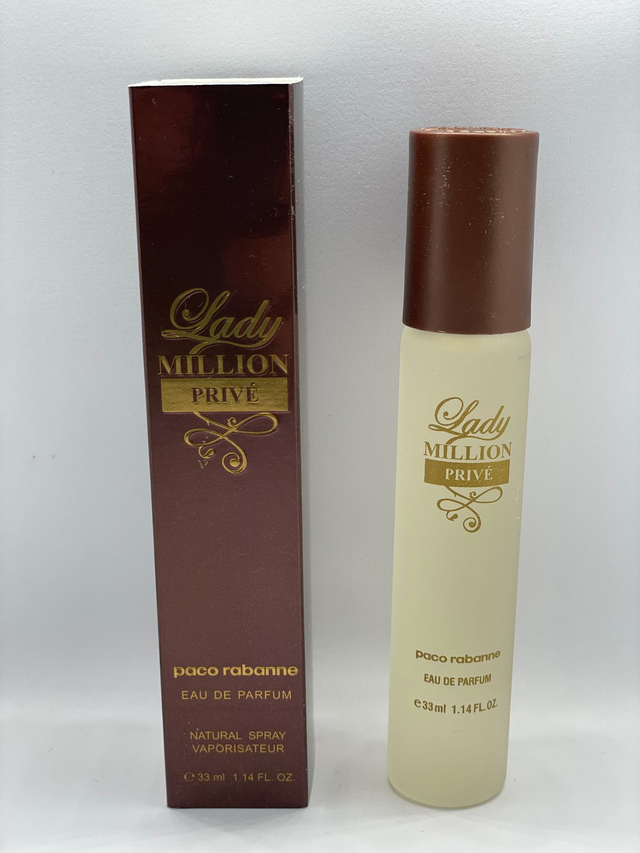 Lady
MILLION
PRIVÉ
paco rabanne
EAU DE PARFUM
NATURAL SPRAY
VAPORISATEUR
℮ 33 ml 1.14 FL. OZ.
Lady
MILLION
PRIVÉ
paco rabanne
EAU DE PARFUM
℮33ml 1.14 FL. OZ.